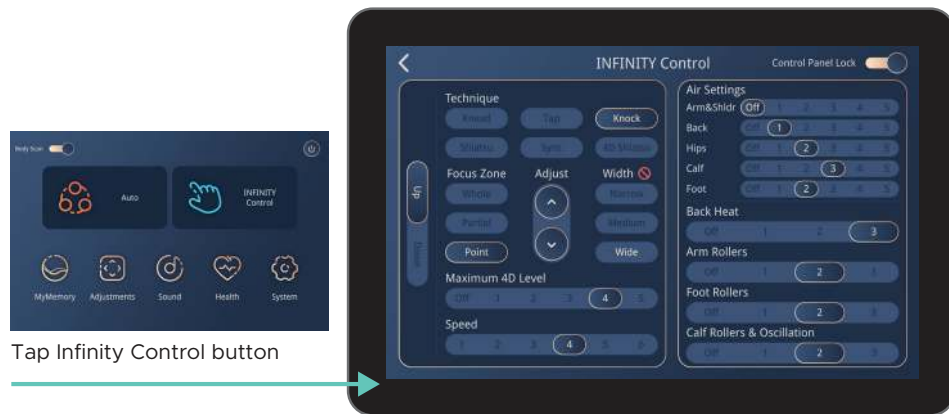 INFINITY Control
Control Panel Lock
Technique
Knead Tap Knock
Shiatsu Sync 4D Shiatsu
Focus Zone Adjust Width
Whole Narrow
Partial Medium
Point Wide
Up
Down
Maximum 4D Level
Off 1 2 3 4 5
Speed
1 2 3 4 5 6
Air Settings
Arm&Shldr Off 1 2 3 4 5
Back Off 1 2 3 4 5
Hips Off 1 2 3 4 5
Calf Off 1 2 3 4 5
Foot Off 1 2 3 4 5
Back Heat
Off 1 2 3
Arm Rollers
Off 1 2 3
Foot Rollers
Off 1 2 3
Calf Rollers & Oscillation
Off 1 2 3
Body Scan
Auto
INFINITY
Control
MyMemory Adjustments Sound Health System
Tap Infinity Control button